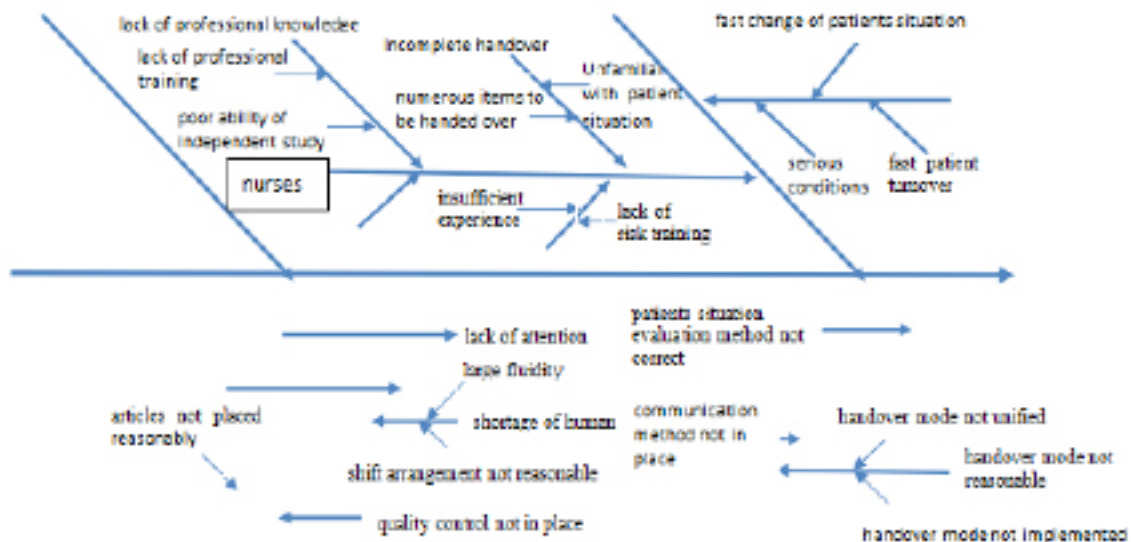 lack of professional knowledge
lack of professional
training
poor ability of
independent study
nurses
Incomplete handover
numerous items to
be handed over
Unfamiliar
with patient
situation
insufficient
experience
lack of
risk training
fast change of patients situation
serious
conditions
fast patient
turnover
lack of attention
large fluidity
shortage of human
articles not placed
reasonably
shift arrangement not reasonable
quality control not in place
patients situation
evaluation method not
correct
communication
method not in
place
handover mode not unified
handover mode not
reasonable
handover mode not implemented